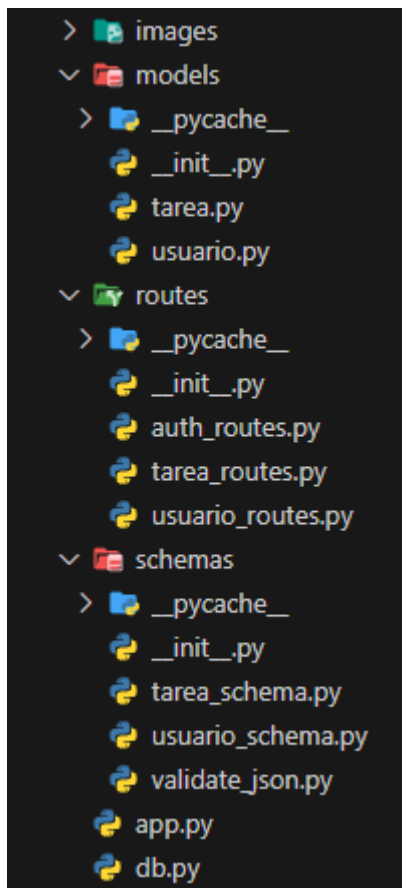 images
models
__pycache__
__init__.py
tarea.py
usuario.py
routes
__pycache__
__init__.py
auth_routes.py
tarea_routes.py
usuario_routes.py
schemas
__pycache__
__init__.py
tarea_schema.py
usuario_schema.py
validate_json.py
app.py
db.py